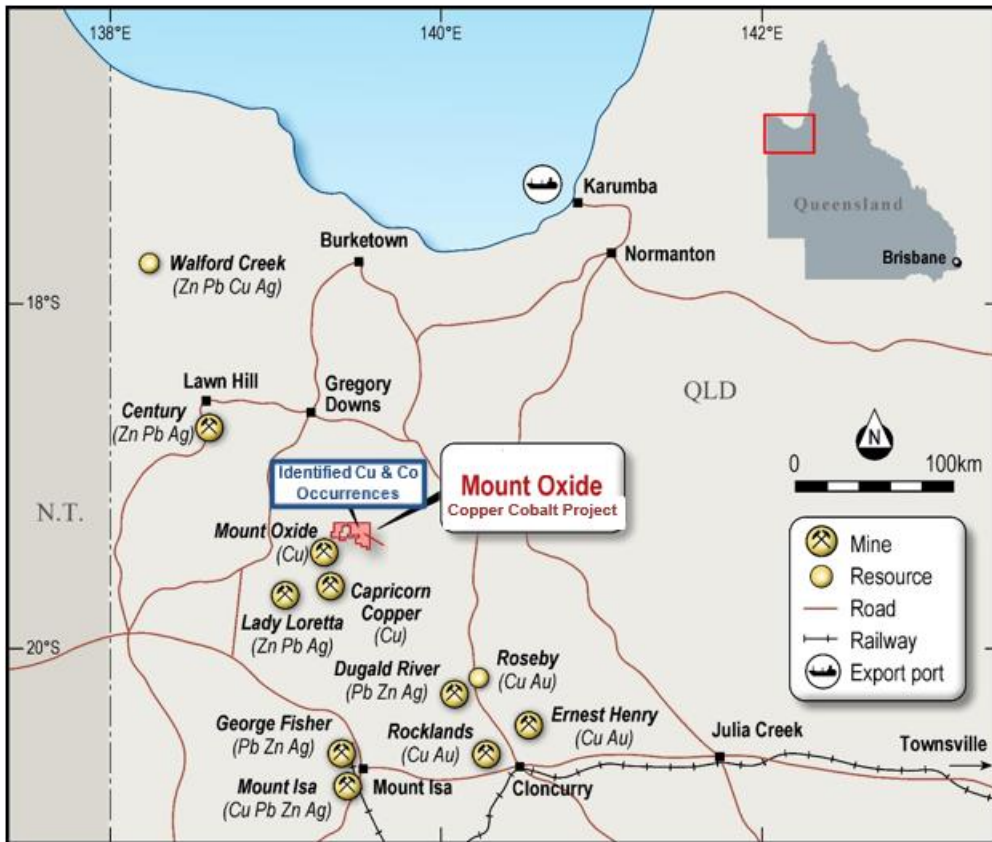 138°E
140°E
142°E
Karumba
Queensland
Burketown
Normanton
Brisbane
Walford Creek
(Zn Pb Cu Ag)
18°S
Lawn Hill
Gregory
Downs
QLD
Century
(Zn Pb Ag)
N
0
100km
Identified Cu & Co
Occurrences
Mount Oxide
Copper Cobalt Project
N.T.
Mount Oxide
(Cu)
Capricorn
Copper
(Cu)
Lady Loretta
(Zn Pb Ag)
Mine
Resource
Road
Railway
Export port
20°S
Dugald River
(Pb Zn Ag)
Roseby
(Cu Au)
George Fisher
(Pb Zn Ag)
Rocklands
(Cu Au)
Ernest Henry
(Cu Au)
Julia Creek
Townsville
Mount Isa
(Cu Pb Zn Ag)
Mount Isa
Cloncurry